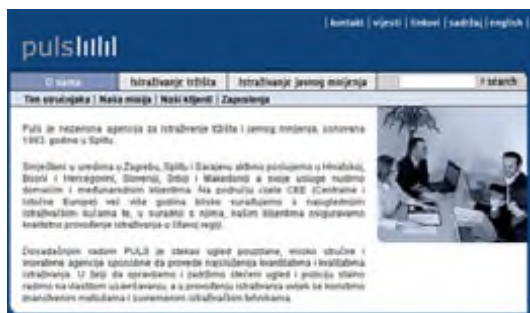 | kontakt | vijesti | linkovi | sadržaj | english |
puls
O nama Istraživanje tržišta Istraživanje javnog mnijenja search
Tim stručnjaka | Naša misija | Naši klijenti | Zaposlenja
Puls je nezavisna agencija za istraživanje tržišta i javnog mnijenja, osnovana
1993. godine u Splitu.
Smješteni u uredima u Zagrebu, Splitu i Sarajevu aktivno poslujemo u Hrvatskoj,
Bosni i Hercegovini, Sloveniji, Srbiji i Makedoniji a svoje usluge nudimo
domaćim i međunarodnim klijentima. Na području cijele CEE (Centralne i
Istočne Europe) već više godina blisko surađujemo s najuglednijim
istraživačkim kućama te, u suradnji s njima, našim klijentima osiguravamo
kvalitetno provođenje istraživanja u čitavoj regiji.
Dosadašnjim radom PULS je stekao ugled pouzdane, visoko stručne i
inovativne agencije sposobne da provede najsloženija kvantitativna i kvalitativna
istraživanja. U želji da opravdamo i zadržimo stečeni ugled i poziciju stalno
radimo na vlastitom usavršavanju, a u provođenju istraživanja uvijek se koristimo
znanstvenim metodama i suvremenim istraživačkim tehnikama.